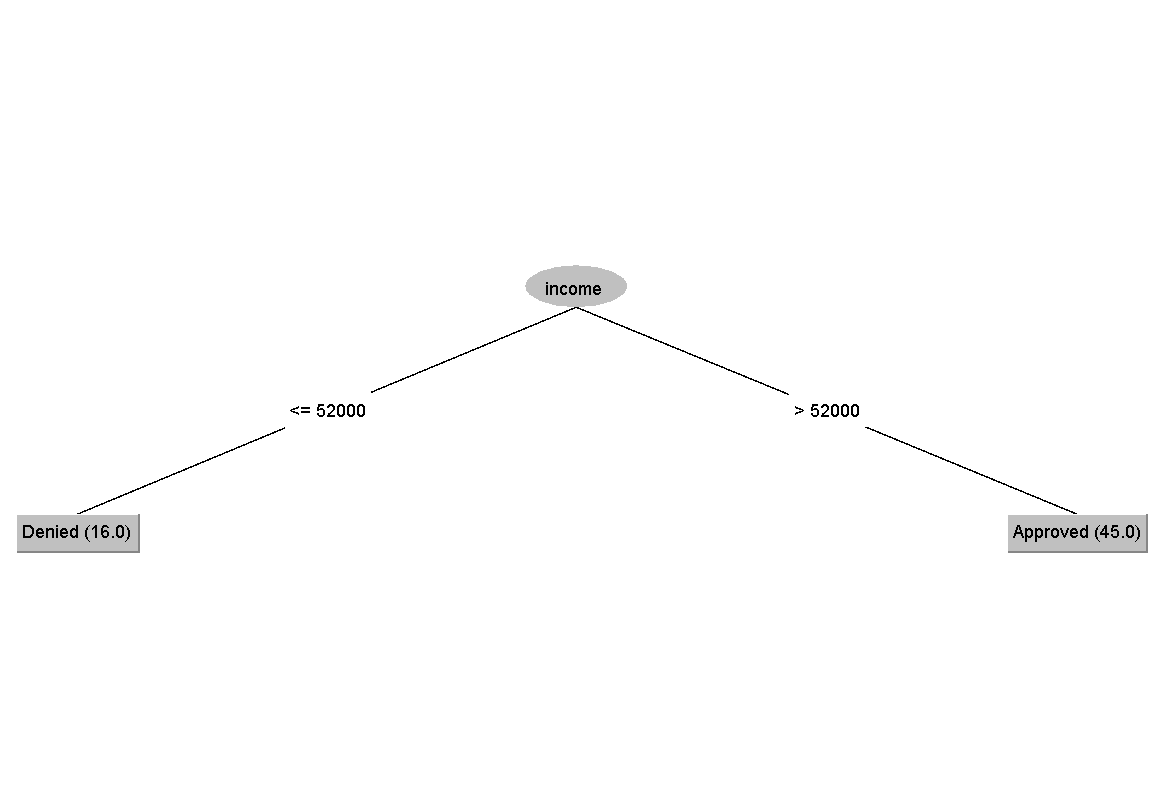 income
<= 52000
> 52000
Denied (16.0)
Approved (45.0)